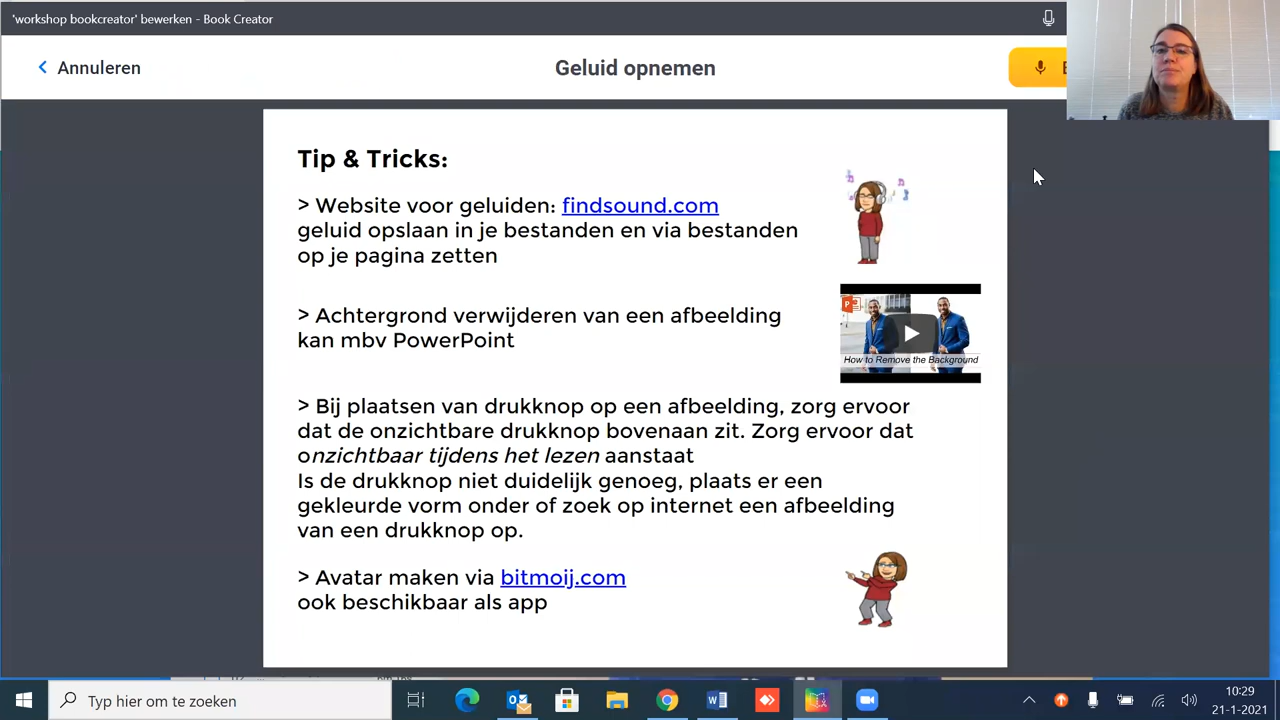 'workshop bookcreator' bewerken - Book Creator
Annuleren
Geluid opnemen
Tip & Tricks:
> Website voor geluiden: findsound.com
geluid opslaan in je bestanden en via bestanden
op je pagina zetten
> Achtergrond verwijderen van een afbeelding
kan mbv PowerPoint
How to Remove the Background
> Bij plaatsen van drukknop op een afbeelding, zorg ervoor
dat de onzichtbare drukknop bovenaan zit. Zorg ervoor dat
onzichtbaar tijdens het lezen aanstaat
Is de drukknop niet duidelijk genoeg, plaats er een
gekleurde vorm onder of zoek op internet een afbeelding
van een drukknop op.
> Avatar maken via bitmoij.com
ook beschikbaar als app
Typ hier om te zoeken
10:29
21-1-2021